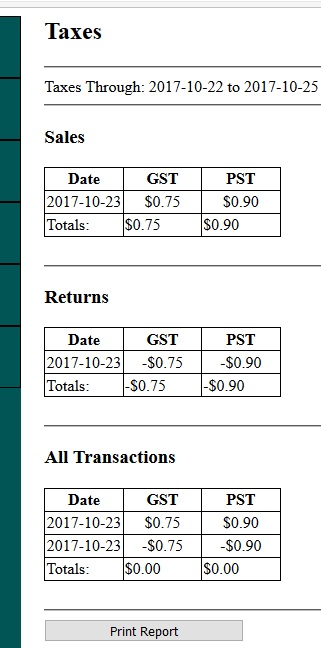 Taxes
Taxes Through: 2017-10-22 to 2017-10-25
Sales
Date GST PST
2017-10-23 $0.75 $0.90
Totals: $0.75 $0.90
Returns
Date GST PST
2017-10-23 -$0.75 -$0.90
Totals: -$0.75 -$0.90
All Transactions
Date GST PST
2017-10-23 $0.75 $0.90
2017-10-23 -$0.75 -$0.90
Totals: $0.00 $0.00
Print Report